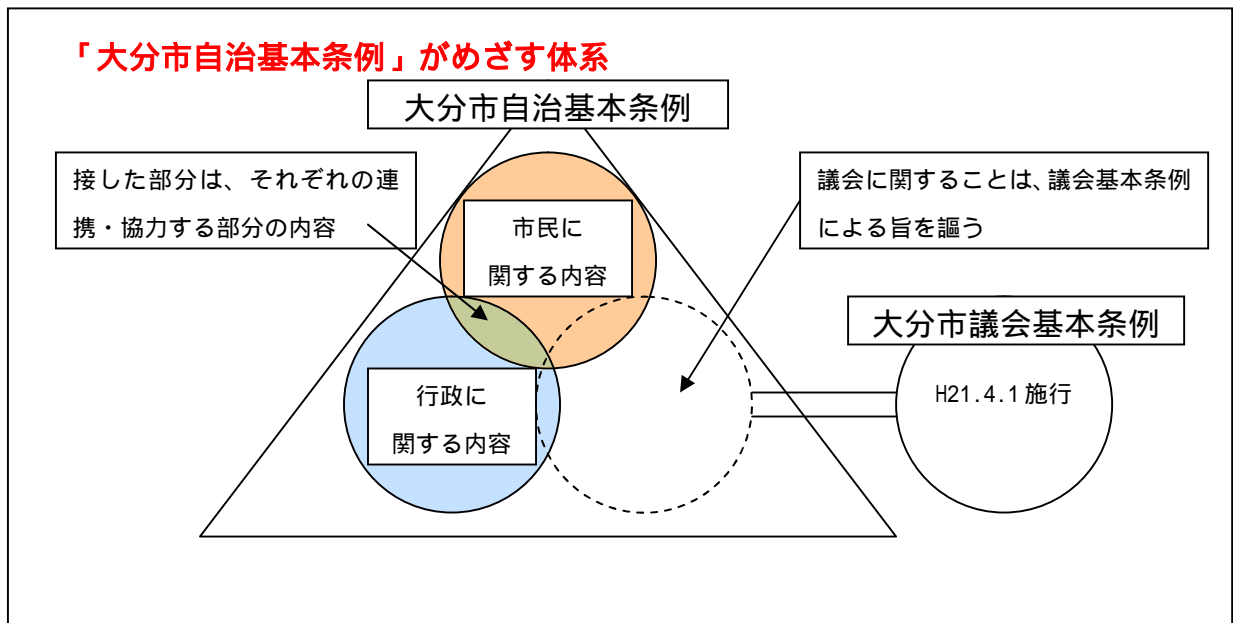 「大分市自治基本条例」がめざす体系
大分市自治基本条例
接した部分は、それぞれの連
携・協力する部分の内容
市民に
関する内容
議会に関することは、議会基本条例
による旨を謳う
大分市議会基本条例
H21.4.1施行
行政に
関する内容